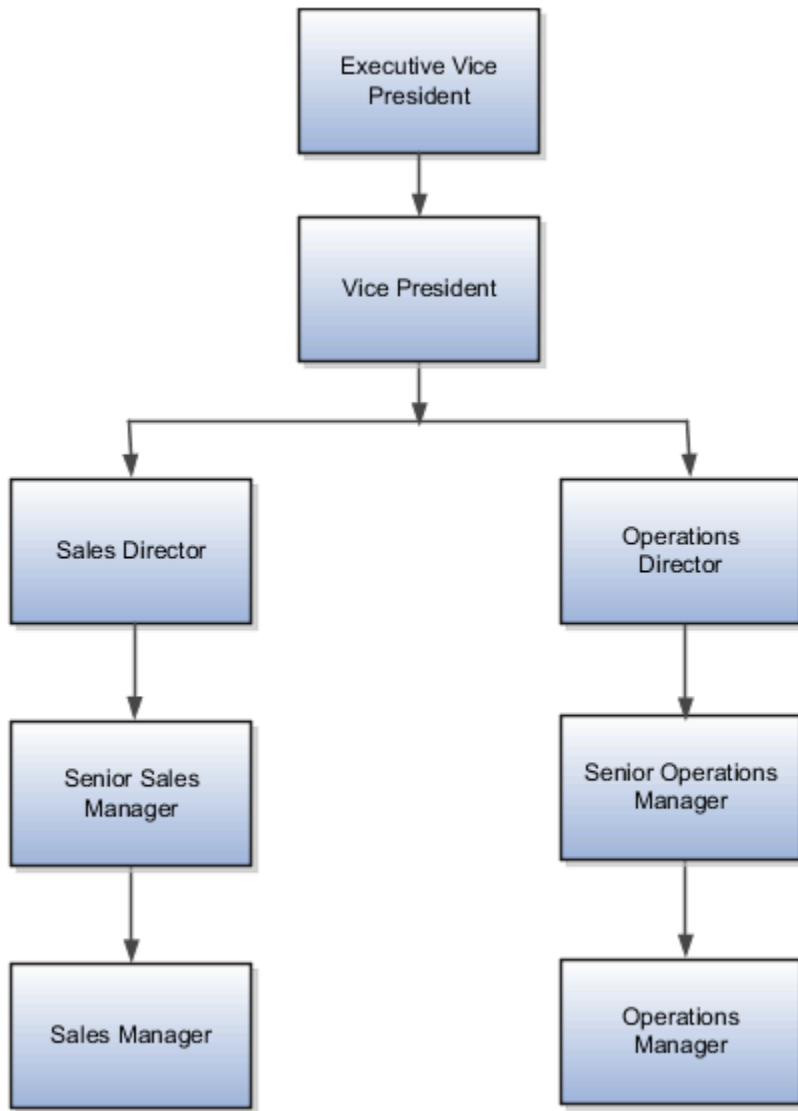 Executive Vice
President
Vice President
Sales Director
Operations
Director
Senior Sales
Manager
Senior Operations
Manager
Sales Manager
Operations
Manager